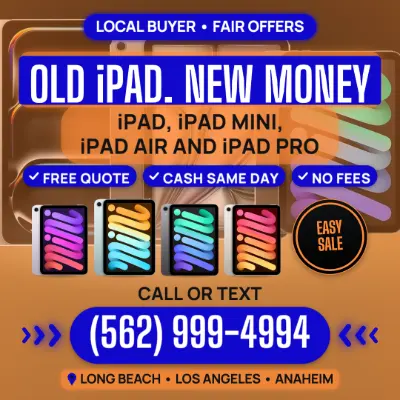 LOCAL BUYER • FAIR OFFERS
OLD iPAD. NEW MONEY
iPAD, iPAD MINI,
iPAD AIR AND iPAD PRO
✓ FREE QUOTE ✓ CASH SAME DAY ✓ NO FEES
EASY
SALE
CALL OR TEXT
››› (562) 999-4994 ‹‹‹
LONG BEACH • LOS ANGELES • ANAHEIM